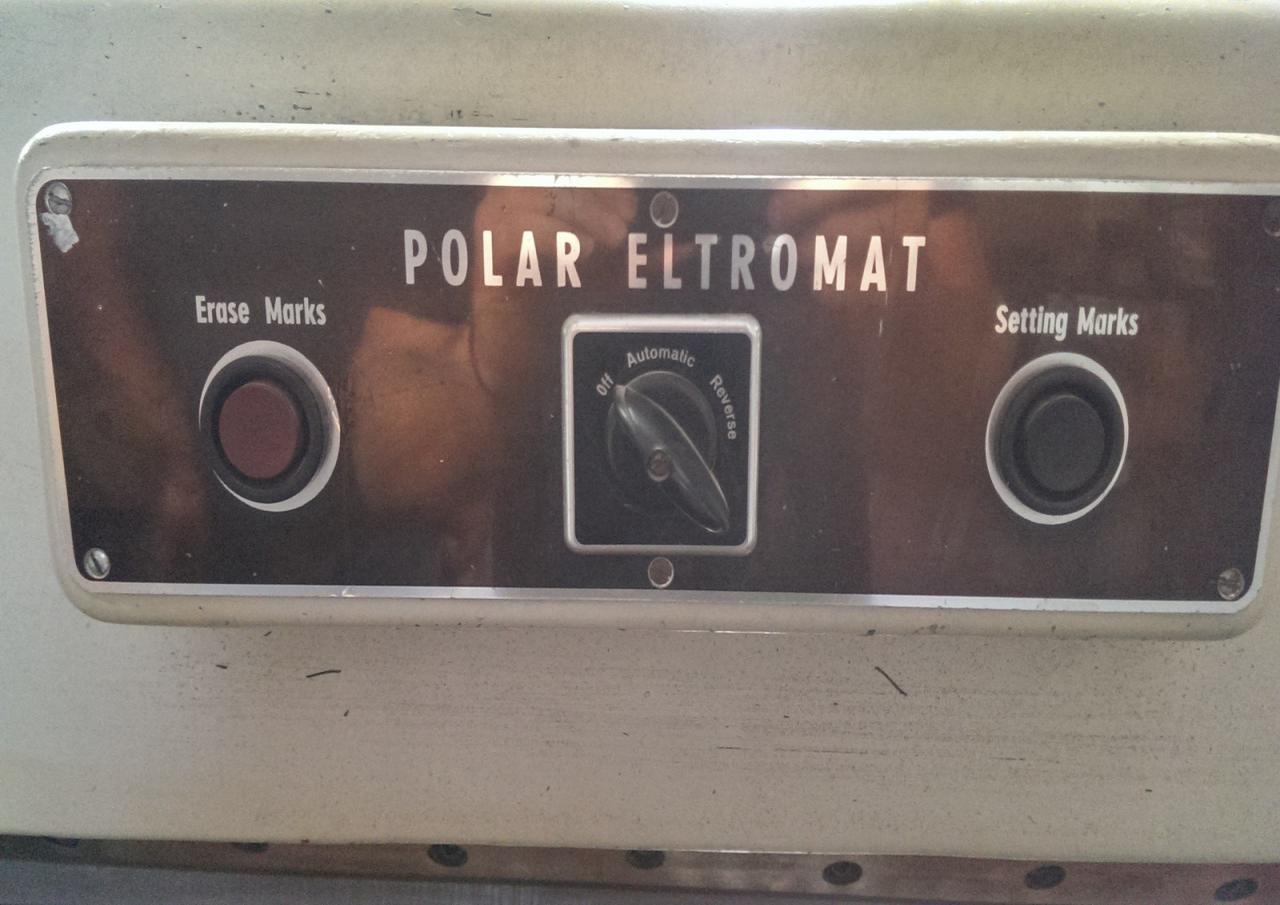 POLAR ELTROMAT
Erase Marks
Setting Marks
Off
Automatic
Reverse